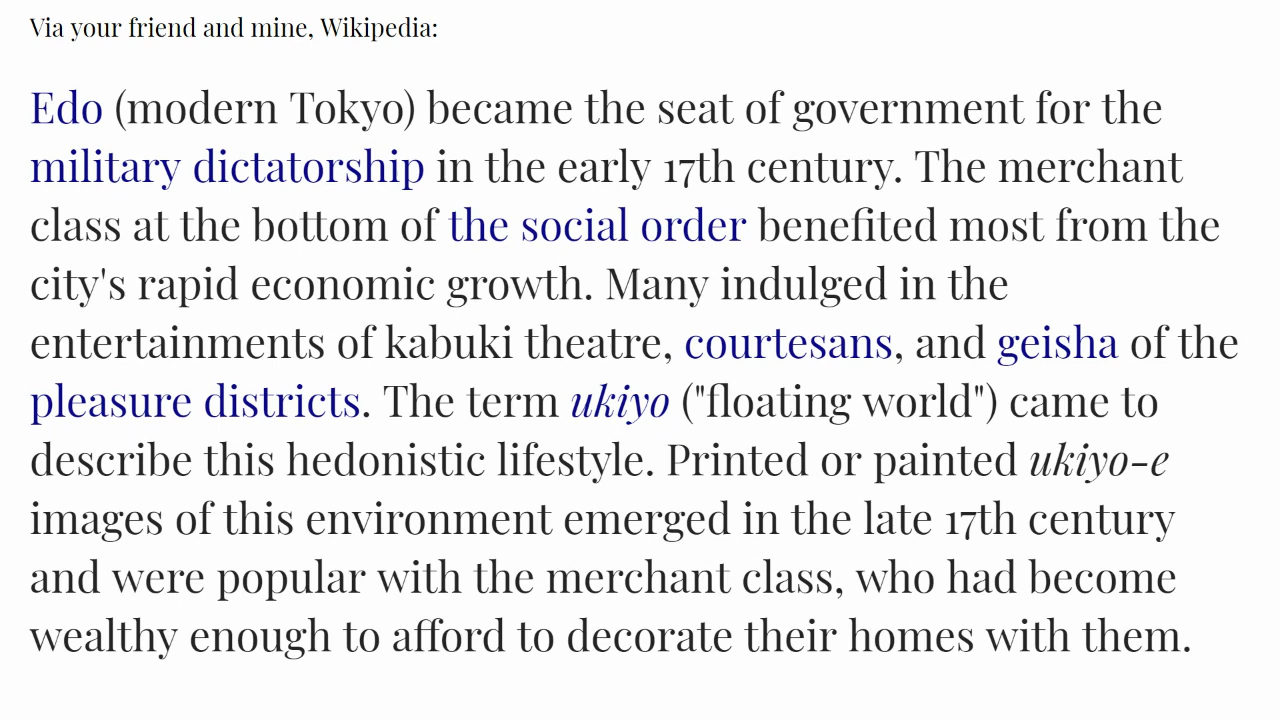 Via your friend and mine, Wikipedia:
Edo (modern Tokyo) became the seat of government for the
military dictatorship in the early 17th century. The merchant
class at the bottom of the social order benefited most from the
city's rapid economic growth. Many indulged in the
entertainments of kabuki theatre, courtesans, and geisha of the
pleasure districts. The term ukiyo ("floating world") came to
describe this hedonistic lifestyle. Printed or painted ukiyo-e
images of this environment emerged in the late 17th century
and were popular with the merchant class, who had become
wealthy enough to afford to decorate their homes with them.